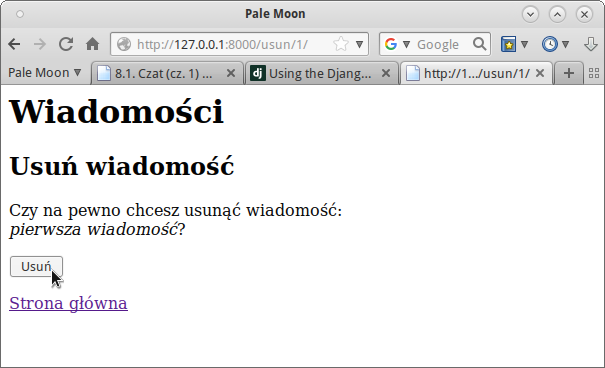 Pale Moon
http://127.0.0.1:8000/usun/1/
Google
Pale Moon
8.1. Czat (cz. 1) ...
dj Using the Djang...
http://1.../usun/1/
Wiadomości
Usuń wiadomość
Czy na pewno chcesz usunąć wiadomość:
pierwsza wiadomość?
Usuń
Strona główna